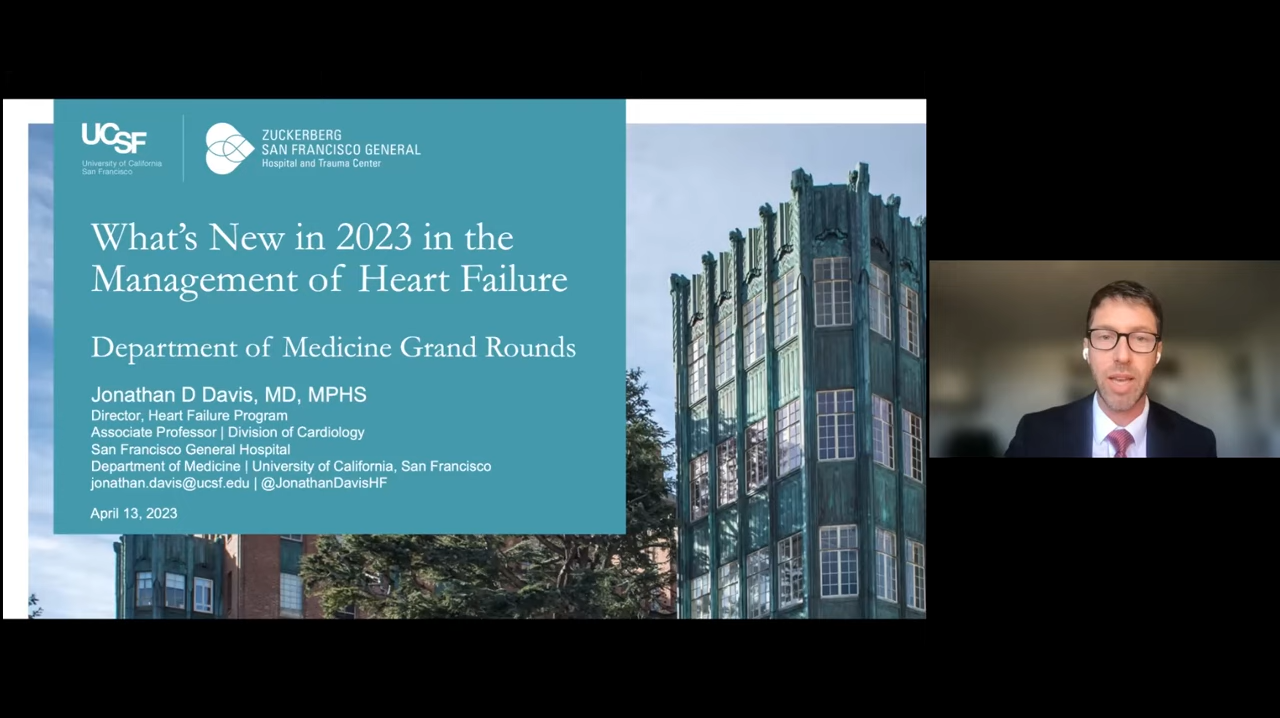 UCSF
University of California
San Francisco
ZUCKERBERG
SAN FRANCISCO GENERAL
Hospital and Trauma Center
What's New in 2023 in the
Management of Heart Failure
Department of Medicine Grand Rounds
Jonathan D Davis, MD, MPHS
Director, Heart Failure Program
Associate Professor | Division of Cardiology
San Francisco General Hospital
Department of Medicine | University of California, San Francisco
jonathan.davis@ucsf.edu | @JonathanDavisHF
April 13, 2023